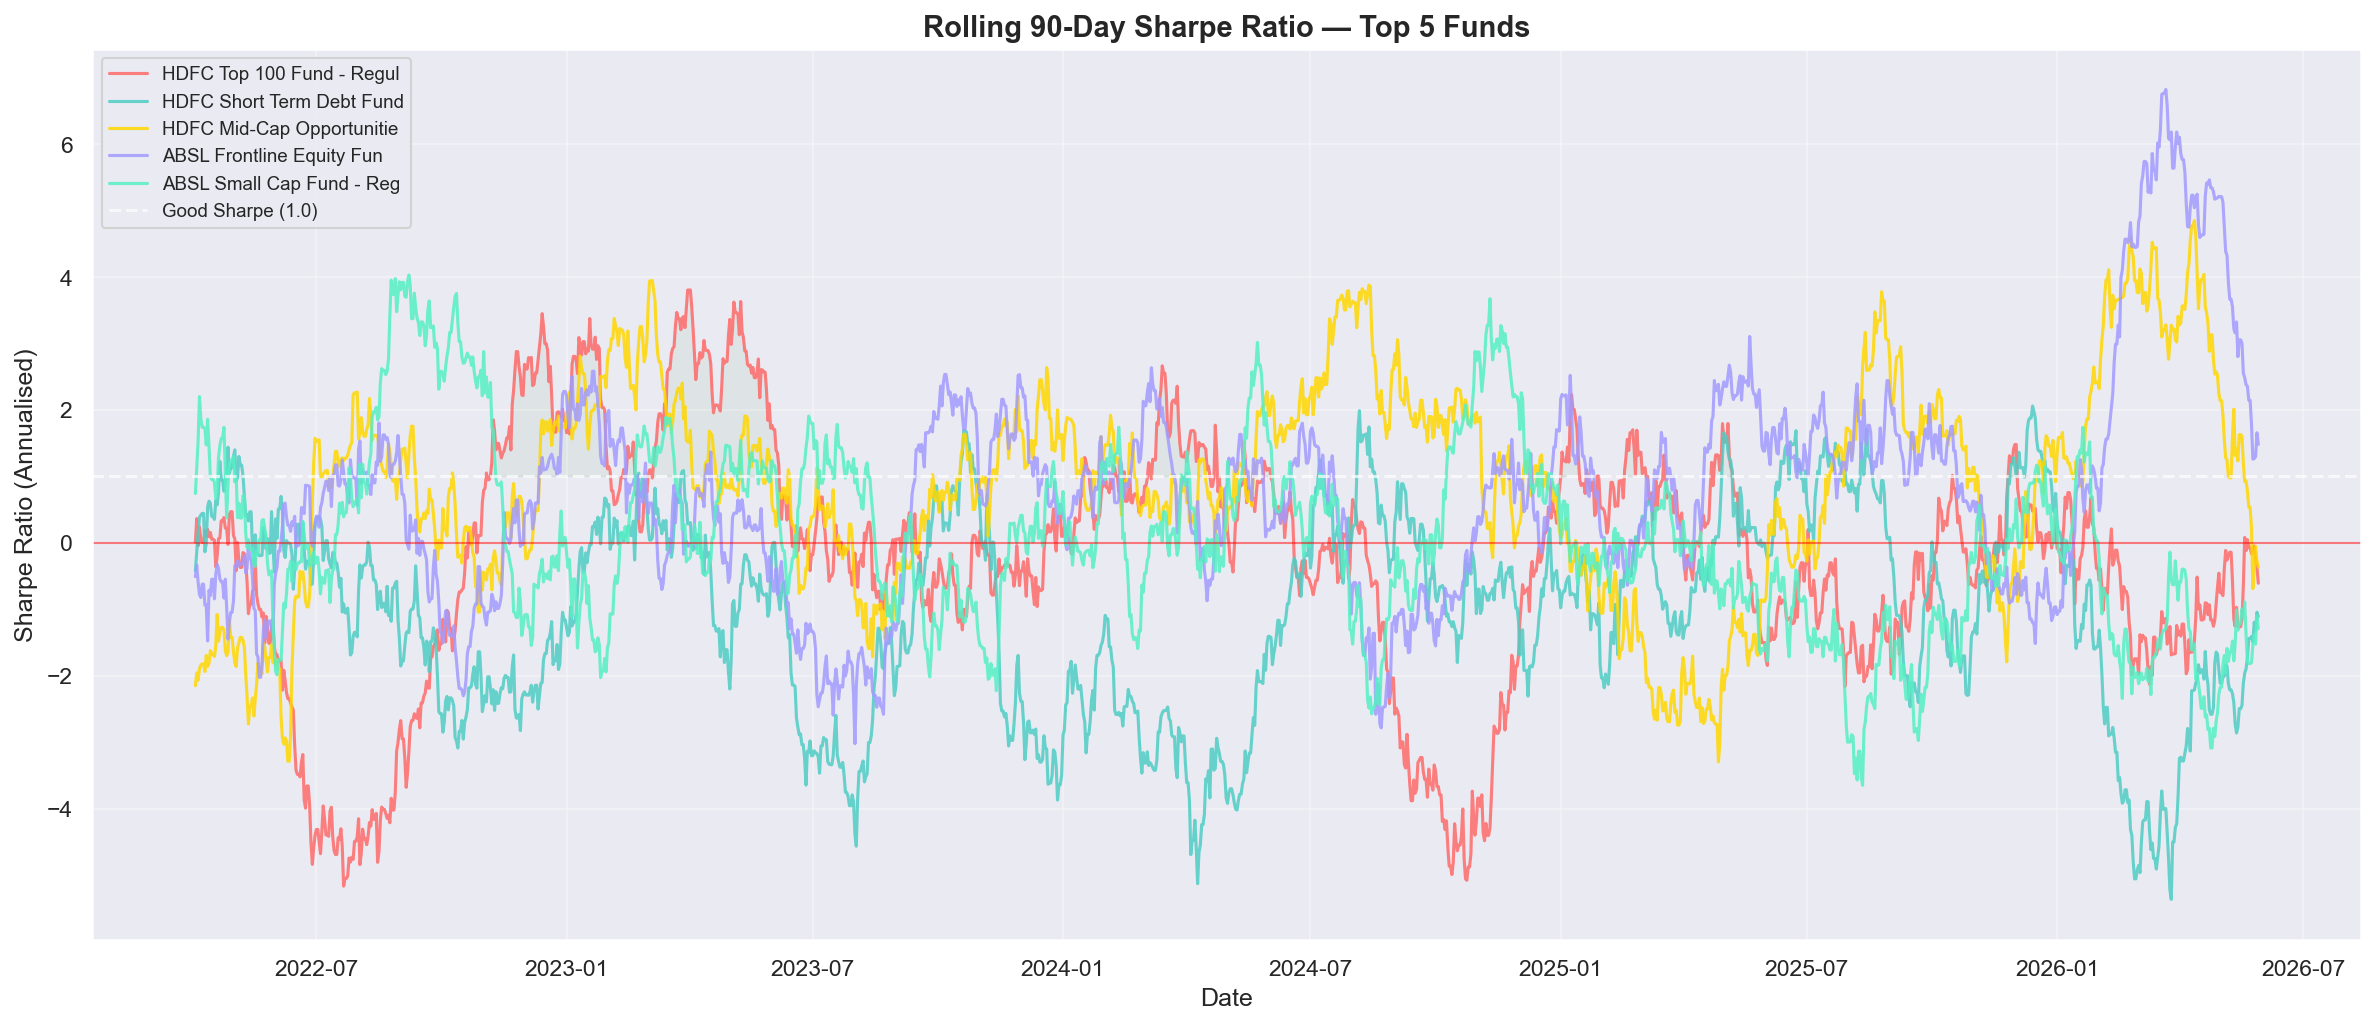 Rolling 90-Day Sharpe Ratio — Top 5 Funds
HDFC Top 100 Fund - Regul
HDFC Short Term Debt Fund
HDFC Mid-Cap Opportunitie
ABSL Frontline Equity Fun
ABSL Small Cap Fund - Reg
Good Sharpe (1.0)
Sharpe Ratio (Annualised)
6
4
2
0
−2
−4
2022-07
2023-01
2023-07
2024-01
2024-07
2025-01
2025-07
2026-01
2026-07
Date